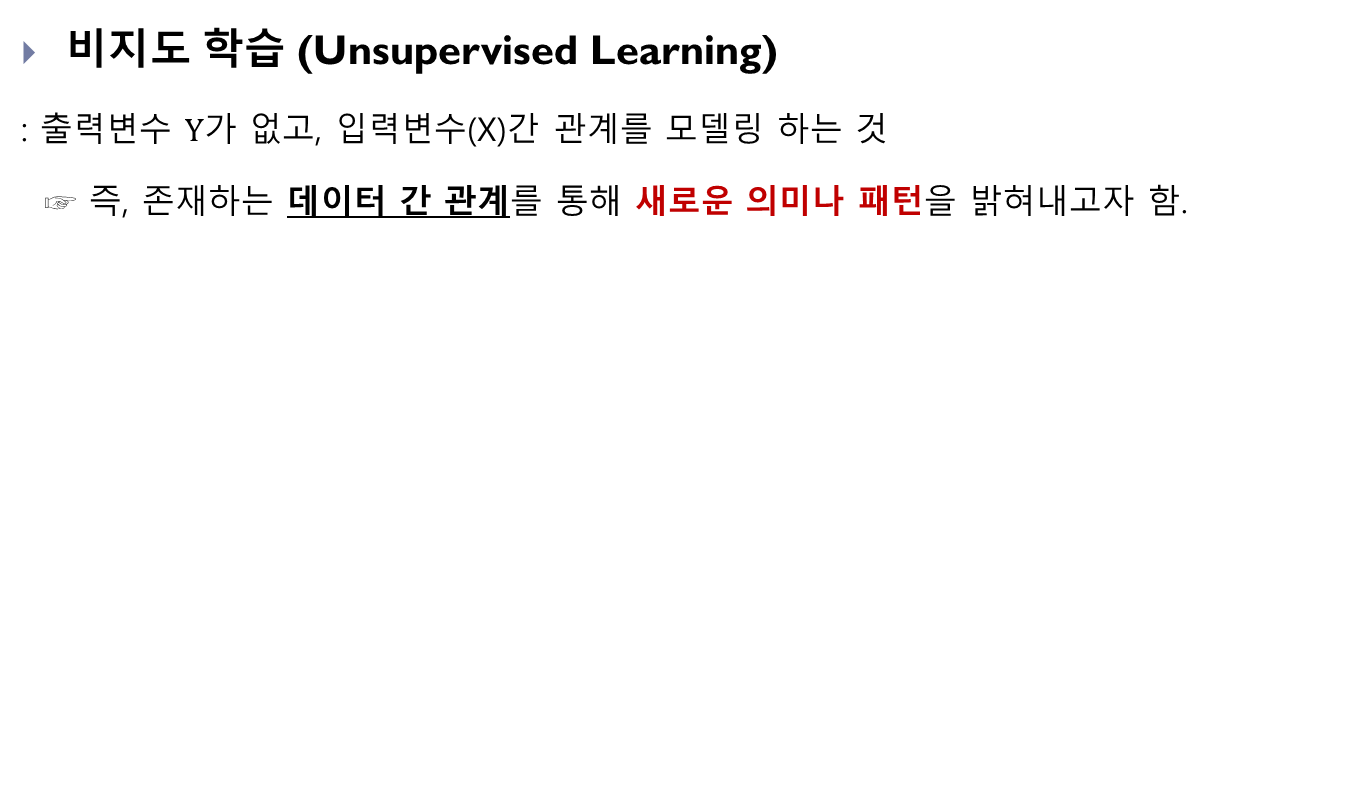 비지도 학습 (Unsupervised Learning)
: 출력변수 Y가 없고, 입력변수(X)간 관계를 모델링 하는 것
☞ 즉, 존재하는 데이터 간 관계를 통해 새로운 의미나 패턴을 밝혀내고자 함.